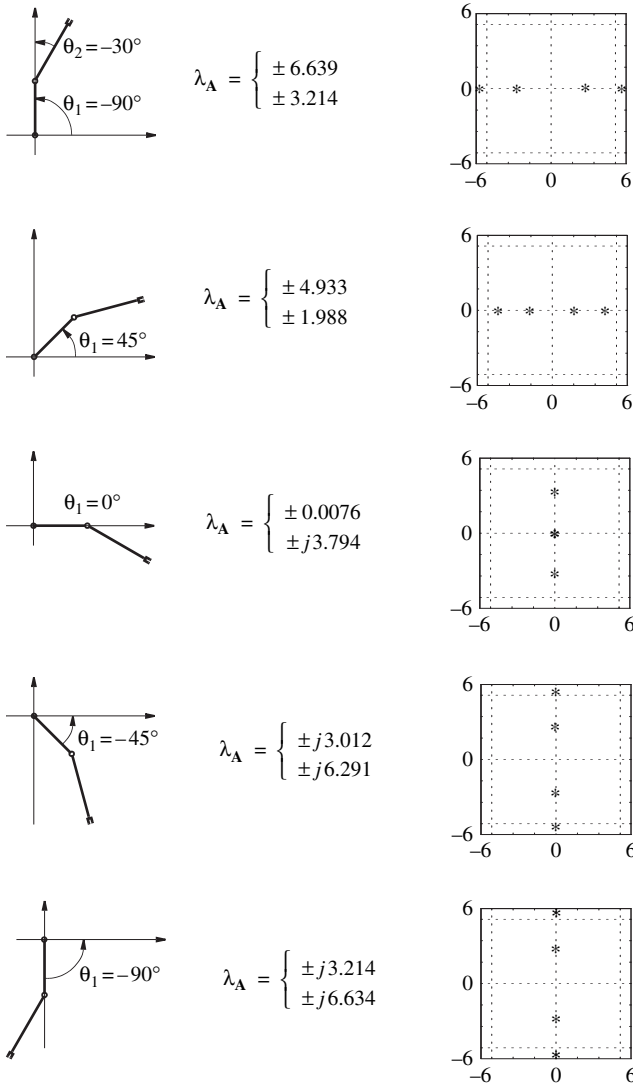 θ2 = –30°
θ1 = –90°
λA = { ± 6.639
± 3.214
6
0
–6
–6 0 6
θ1 = 45°
λA = { ± 4.933
± 1.988
6
0
–6
–6 0 6
θ1 = 0°
λA = { ± 0.0076
± j3.794
6
0
–6
–6 0 6
θ1 = –45°
λA = { ± j3.012
± j6.291
6
0
–6
–6 0 6
θ1 = –90°
λA = { ± j3.214
± j6.634
6
0
–6
–6 0 6